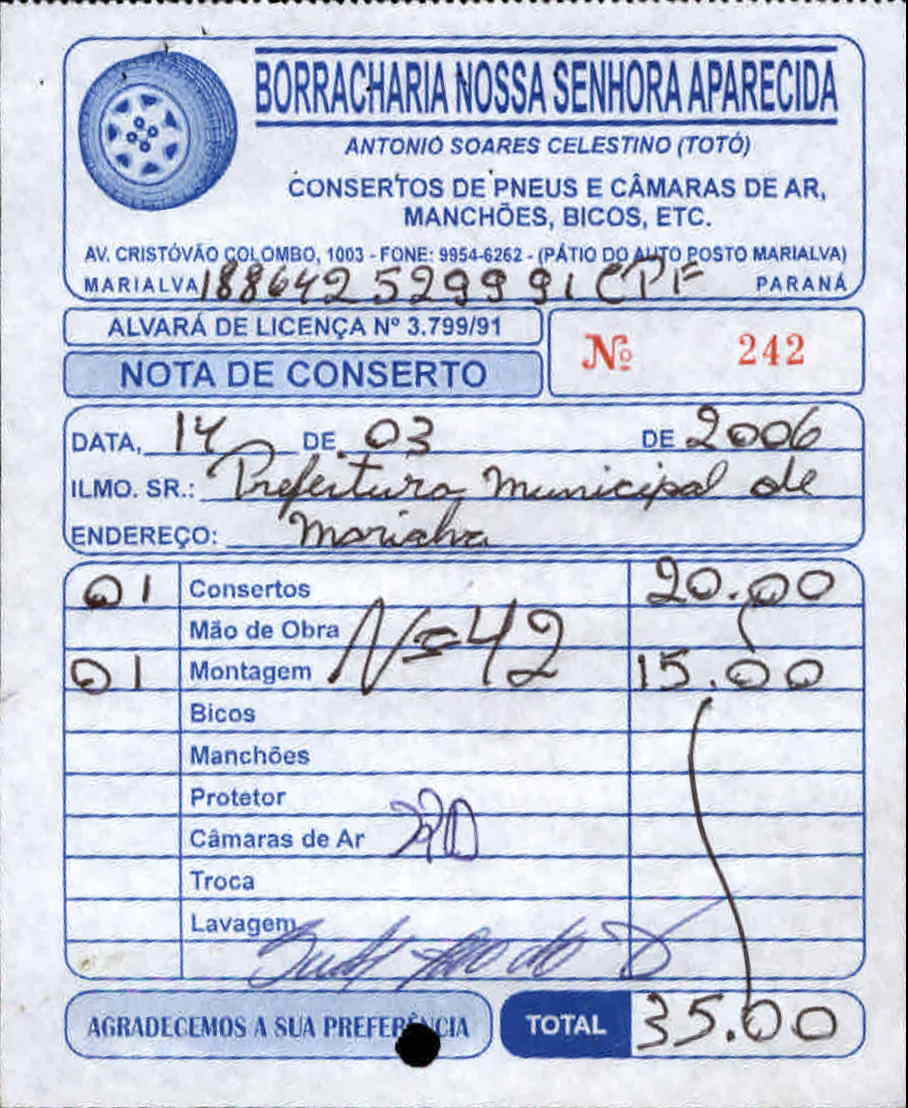 BORRACHARIA NOSSA SENHORA APARECIDA
ANTONIO SOARES CELESTINO (TOTÓ)
CONSERTOS DE PNEUS E CÂMARAS DE AR,
MANCHÕES, BICOS, ETC.
AV. CRISTÓVÃO COLOMBO, 1003 - FONE: 9954-6262 - (PÁTIO DO AUTO POSTO MARIALVA)
MARIALVA 18864252999 91 CPF PARANÁ
ALVARÁ DE LICENÇA Nº 3.799/91
Nº 242
NOTA DE CONSERTO
DATA, 14 DE 03 DE 2006
ILMO. SR.: Prefeitura Municipal de
ENDEREÇO: Marialva
01 Consertos 20.00
Mão de Obra N=42
01 Montagem 15.00
Bicos
Manchões
Protetor
Câmaras de Ar
Troca
Lavagem
AGRADECEMOS A SUA PREFERÊNCIA TOTAL 35.00